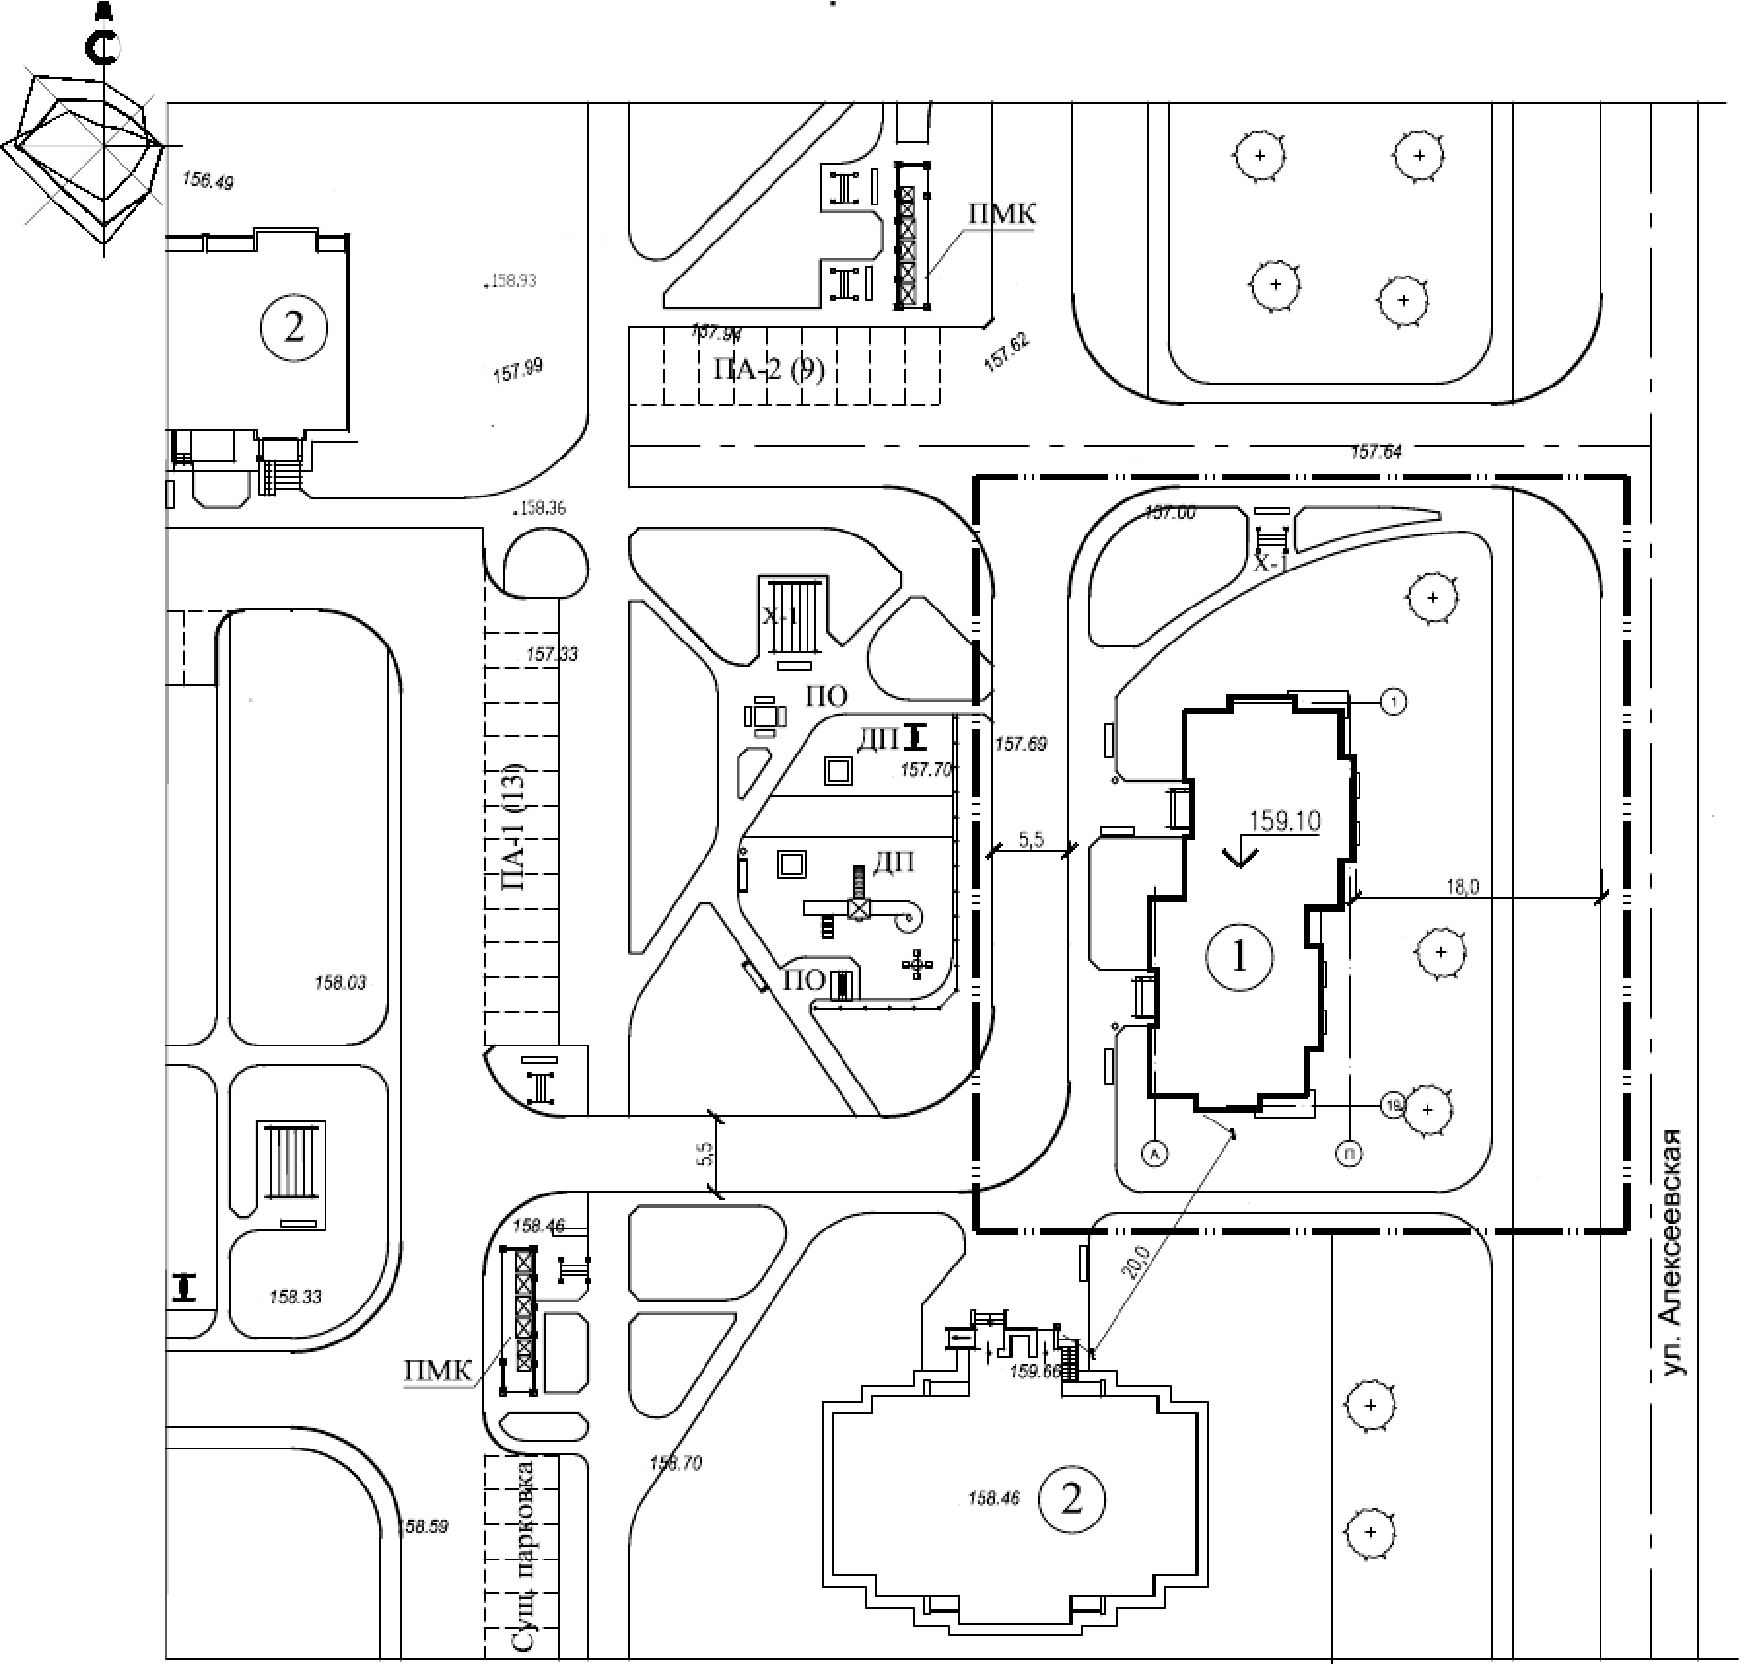 С
156.49
ПМК
158.93
2
157.94
157.62
157.99
ПА-2 (9)
157.64
158.36
157.00
Х-1
Х-1
157.33
ПО
1
ДП
157.69
157.70
ПА-1 (13)
159.10
5,5
ДП
18,0
1
158.03
ПО
19
5,5
А
П
158.46
20,0
ул. Алексеевская
158.33
ПМК
159.66
158.70
158.46
2
158.59
Сущ. парковка